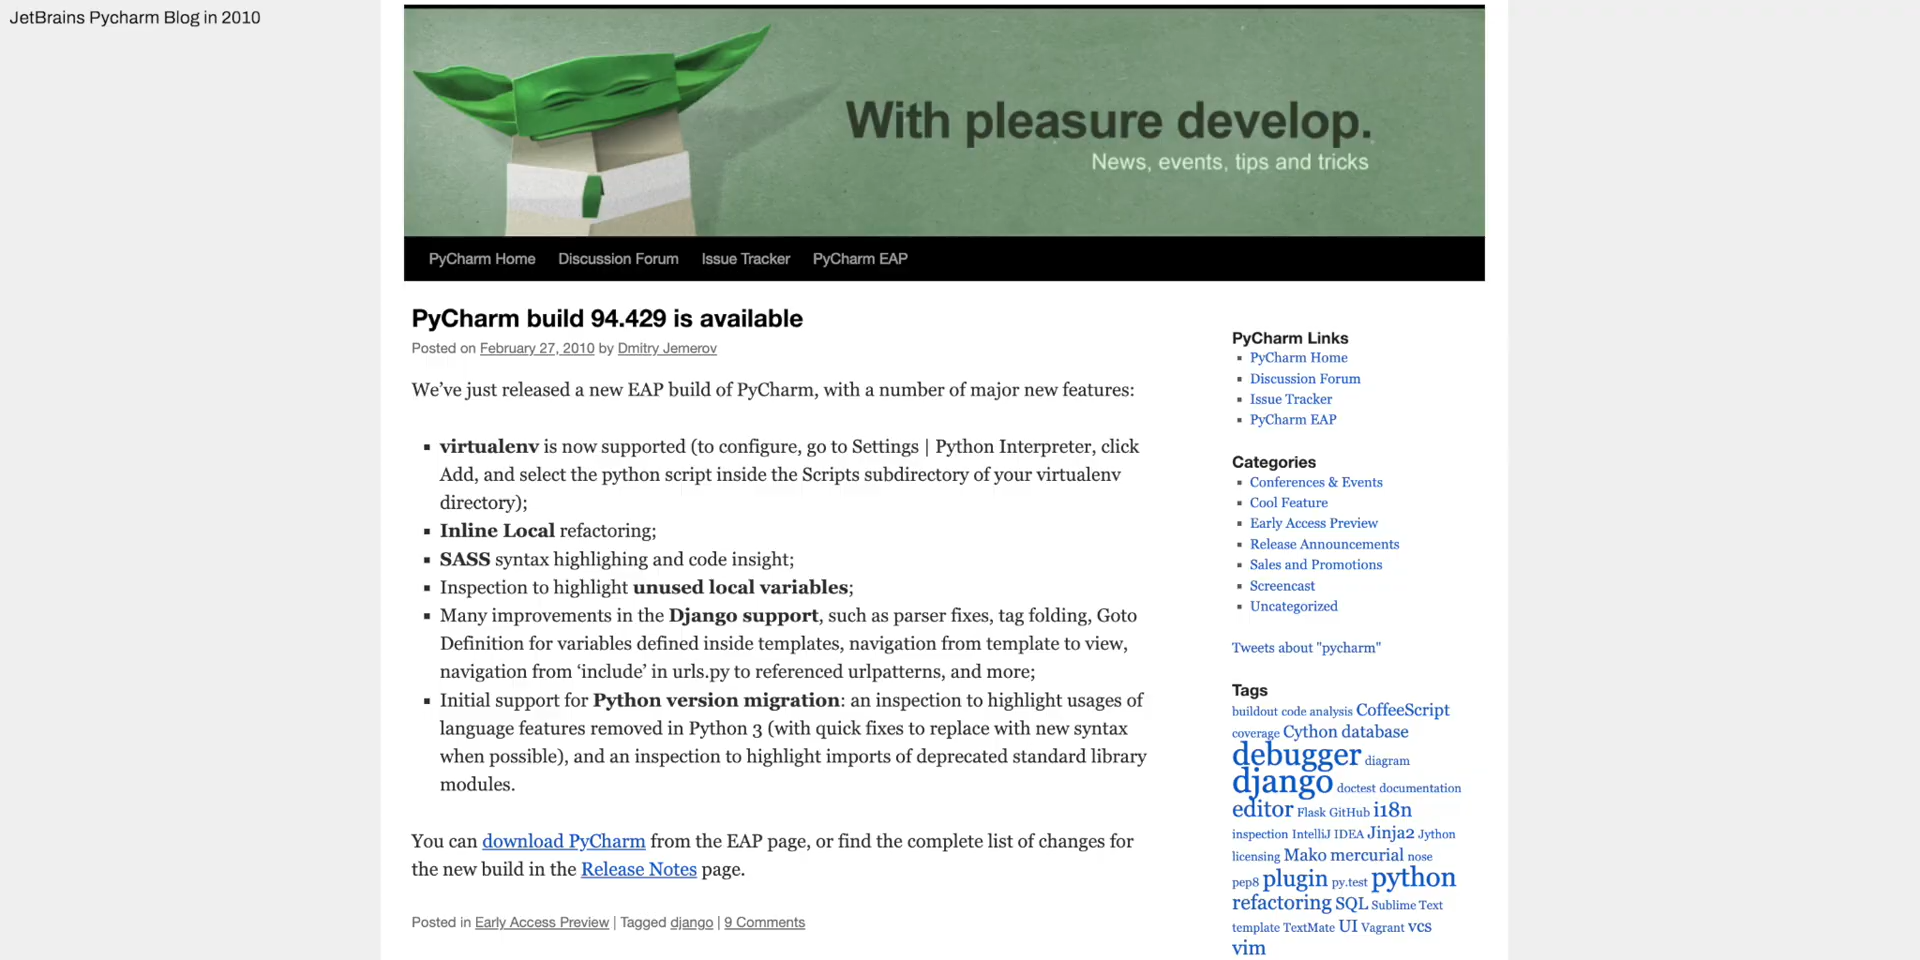 JetBrains Pycharm Blog in 2010
With pleasure develop.
News, events, tips and tricks
PyCharm Home Discussion Forum Issue Tracker PyCharm EAP
PyCharm build 94.429 is available
Posted on February 27, 2010 by Dmitry Jemerov
We’ve just released a new EAP build of PyCharm, with a number of major new features:
▪ virtualenv is now supported (to configure, go to Settings | Python Interpreter, click
Add, and select the python script inside the Scripts subdirectory of your virtualenv
directory);
▪ Inline Local refactoring;
▪ SASS syntax highlighing and code insight;
▪ Inspection to highlight unused local variables;
▪ Many improvements in the Django support, such as parser fixes, tag folding, Goto
Definition for variables defined inside templates, navigation from template to view,
navigation from ‘include’ in urls.py to referenced urlpatterns, and more;
▪ Initial support for Python version migration: an inspection to highlight usages of
language features removed in Python 3 (with quick fixes to replace with new syntax
when possible), and an inspection to highlight imports of deprecated standard library
modules.
You can download PyCharm from the EAP page, or find the complete list of changes for
the new build in the Release Notes page.
Posted in Early Access Preview | Tagged django | 9 Comments
PyCharm Links
▪ PyCharm Home
▪ Discussion Forum
▪ Issue Tracker
▪ PyCharm EAP
Categories
▪ Conferences & Events
▪ Cool Feature
▪ Early Access Preview
▪ Release Announcements
▪ Sales and Promotions
▪ Screencast
▪ Uncategorized
Tweets about "pycharm"
Tags
buildout code analysis CoffeeScript
coverage Cython database
debugger diagram
django doctest documentation
editor Flask GitHub i18n
inspection IntelliJ IDEA Jinja2 Jython
licensing Mako mercurial nose
pep8 plugin py.test python
refactoring SQL Sublime Text
template TextMate UI Vagrant vcs
vim